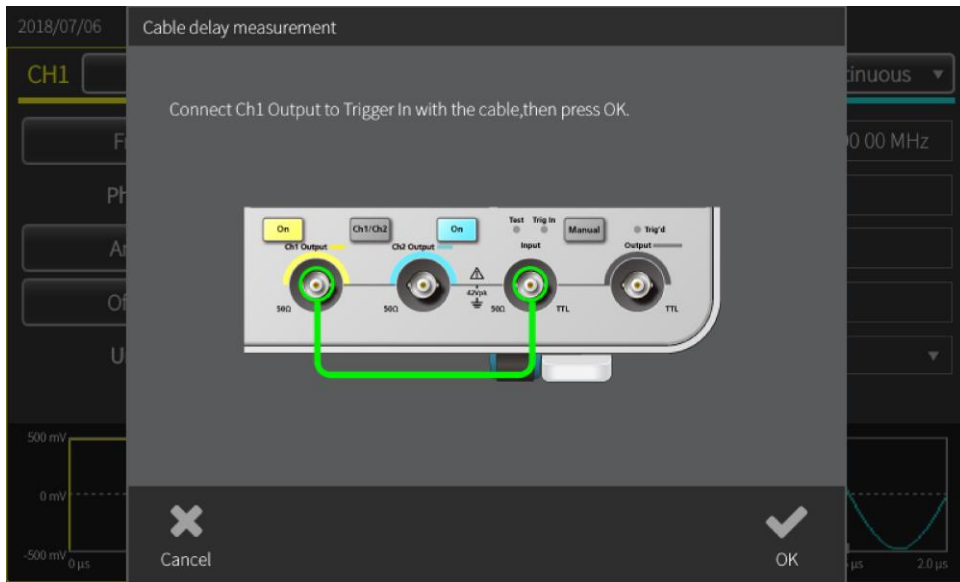 2018/07/06
Cable delay measurement
CH1
Connect Ch1 Output to Trigger In with the cable,then press OK.
00 MHz
On
Ch1/Ch2
On
Test
Trig In
Manual
Trig'd
Ch1 Output
Ch2 Output
Input
Output
42Vpk
50Ω
50Ω
50Ω
TTL
TTL
500 mV
0 mV
-500 mV
0 µs
µs
2.0 µs
Cancel
OK